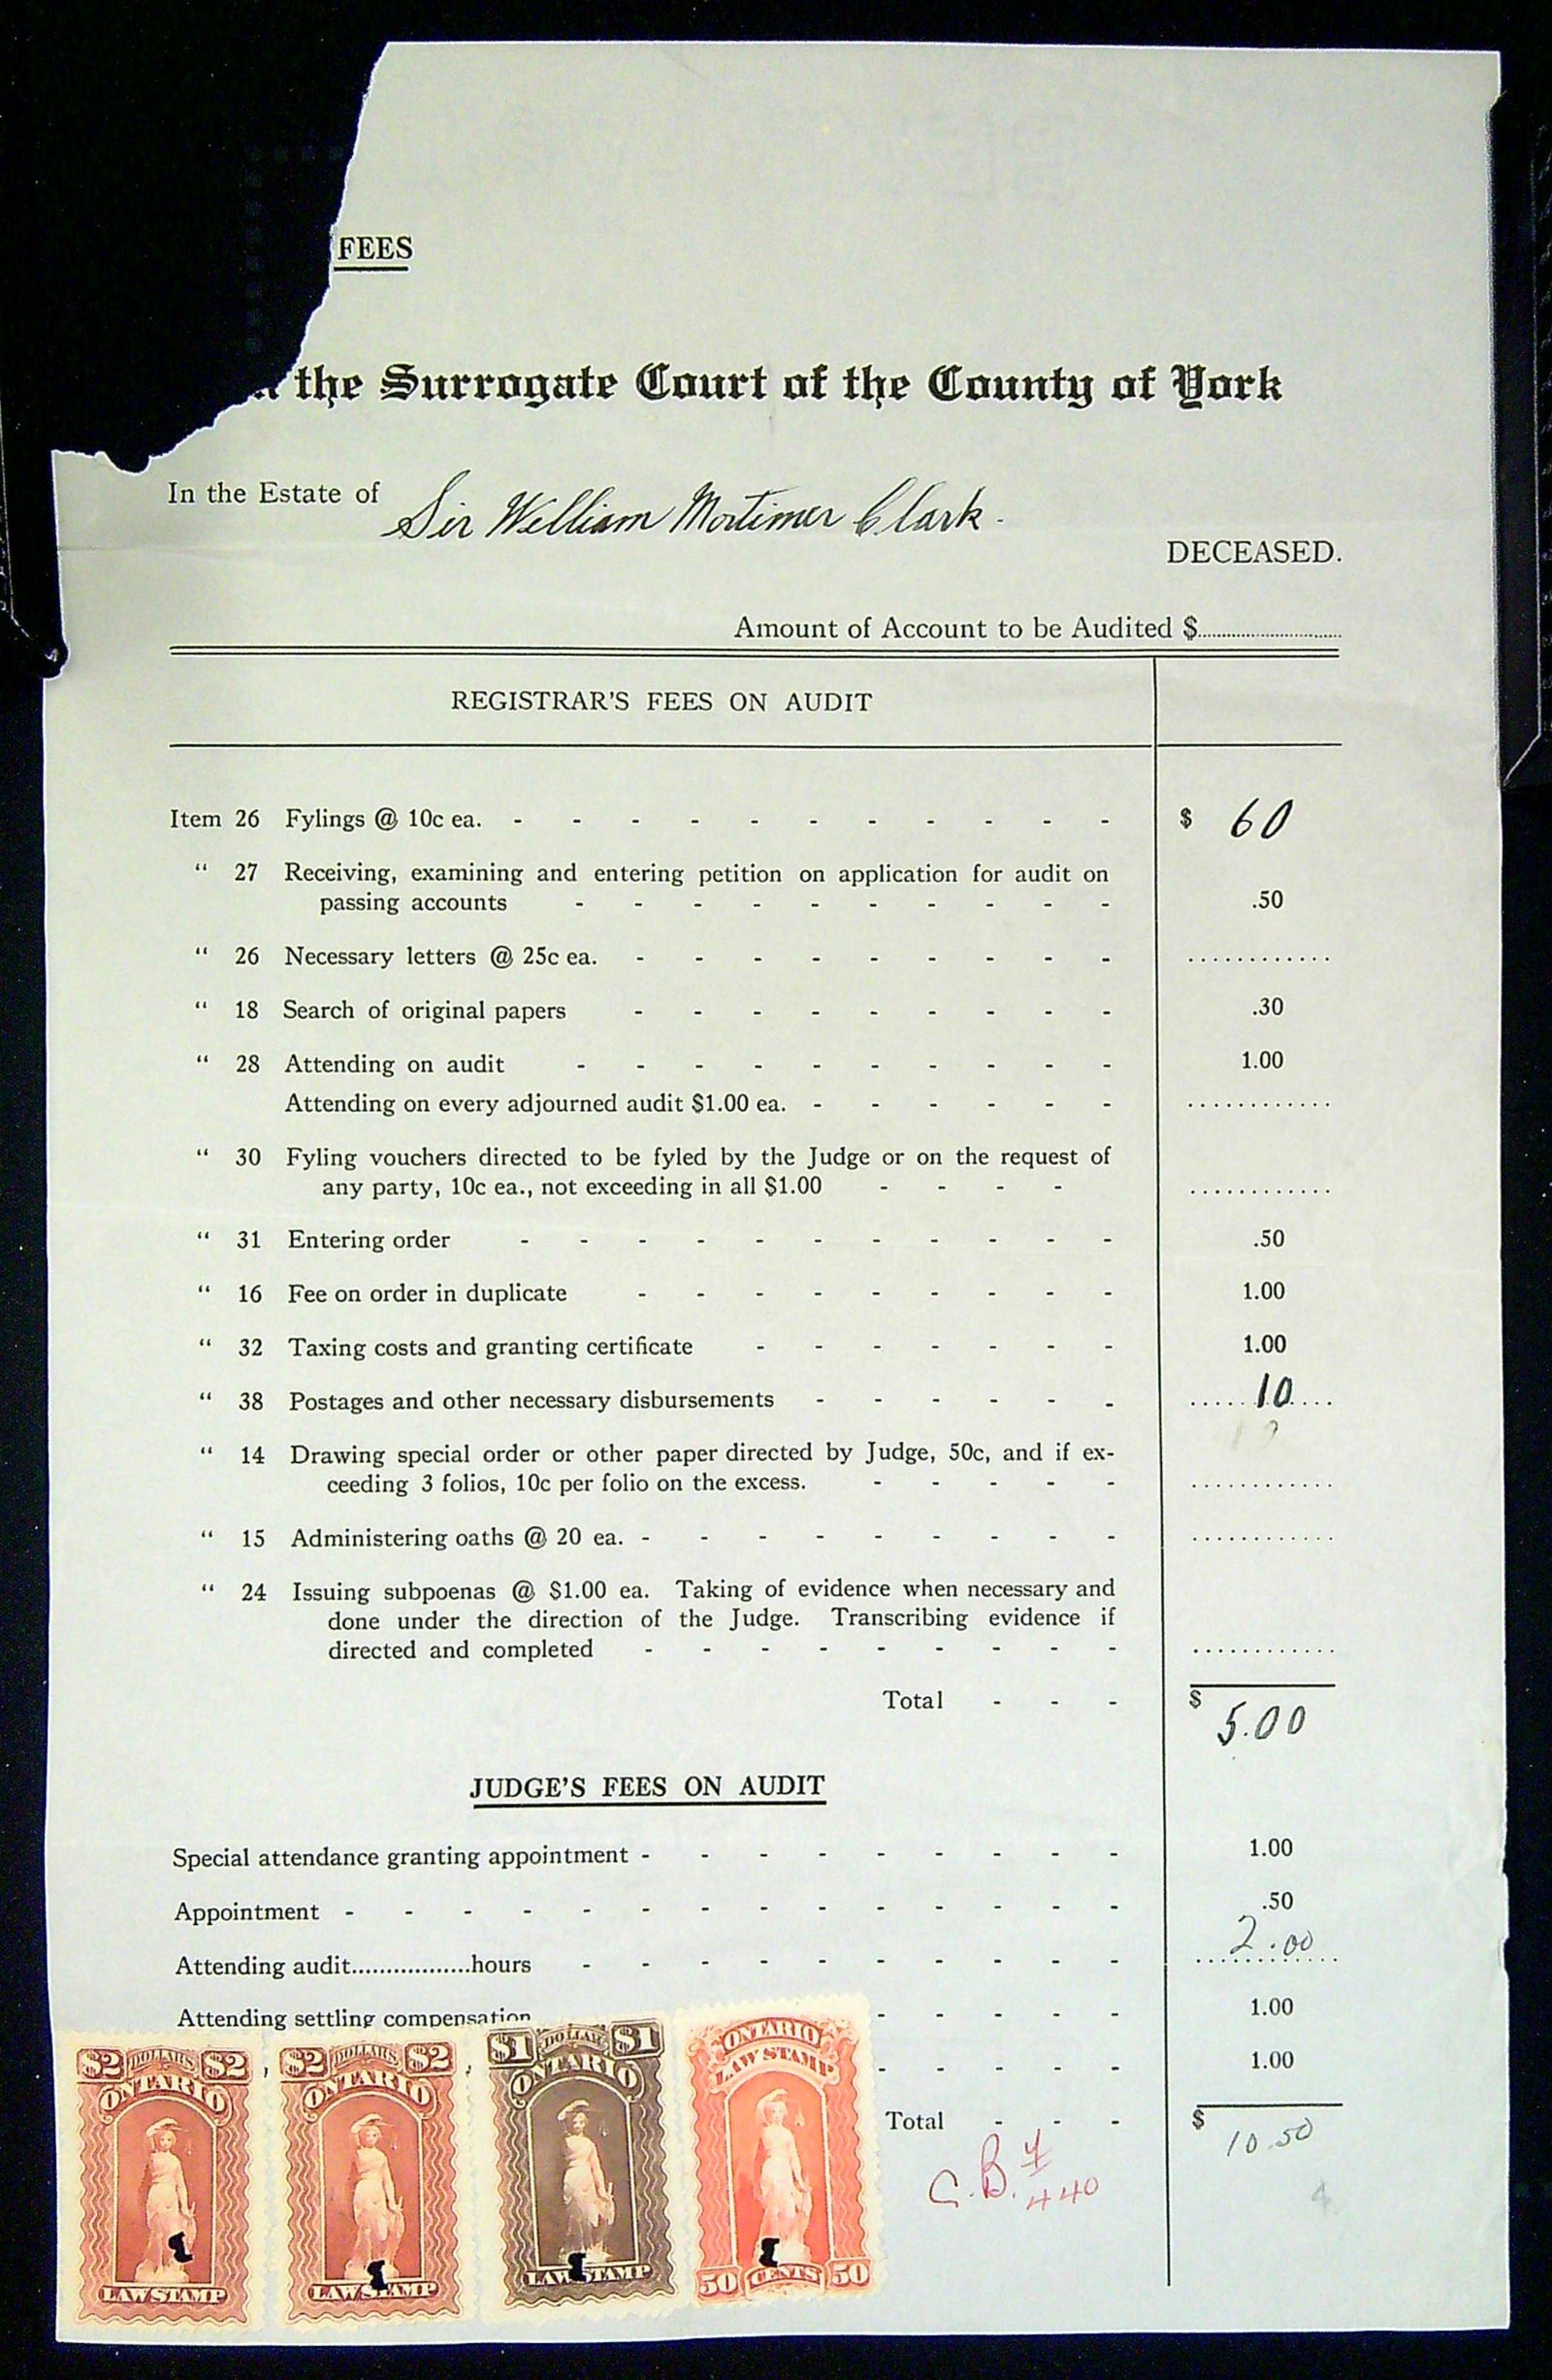 FEES
the Surrogate Court of the County of York
In the Estate of Sir William Mortimer Clark.
DECEASED.
Amount of Account to be Audited $
REGISTRAR'S FEES ON AUDIT
Item 26 Fylings @ 10c ea. - - - - - - - - - - - $ 60
" 27 Receiving, examining and entering petition on application for audit on
passing accounts - - - - - - - - - - .50
" 26 Necessary letters @ 25c ea. - - - - - - - - - ............
" 18 Search of original papers - - - - - - - - - .30
" 28 Attending on audit - - - - - - - - - - 1.00
Attending on every adjourned audit $1.00 ea. - - - - - - ............
" 30 Fyling vouchers directed to be fyled by the Judge or on the request of
any party, 10c ea., not exceeding in all $1.00 - - - - ............
" 31 Entering order - - - - - - - - - - - .50
" 16 Fee on order in duplicate - - - - - - - - - 1.00
" 32 Taxing costs and granting certificate - - - - - - - 1.00
" 38 Postages and other necessary disbursements - - - - - - 10
" 14 Drawing special order or other paper directed by Judge, 50c, and if ex-
ceeding 3 folios, 10c per folio on the excess. - - - - - ............
" 15 Administering oaths @ 20 ea. - - - - - - - - - ............
" 24 Issuing subpoenas @ $1.00 ea. Taking of evidence when necessary and
done under the direction of the Judge. Transcribing evidence if
directed and completed - - - - - - - - - ............
Total - - - $ 5.00
JUDGE'S FEES ON AUDIT
Special attendance granting appointment - - - - - - - - - 1.00
Appointment - - - - - - - - - - - - - - .50
Attending audit..................hours - - - - - - - - - - 2.00
Attending settling compensation - - - - - 1.00
- - - - - 1.00
Total - - - $ 10.50
C.B. 4
440
$2 DOLLARS $2
ONTARIO
LAW STAMP
$2 DOLLARS $2
ONTARIO
LAW STAMP
$1 DOLLAR $1
ONTARIO
LAW STAMP
ONTARIO
LAW STAMP
50 CENTS 50